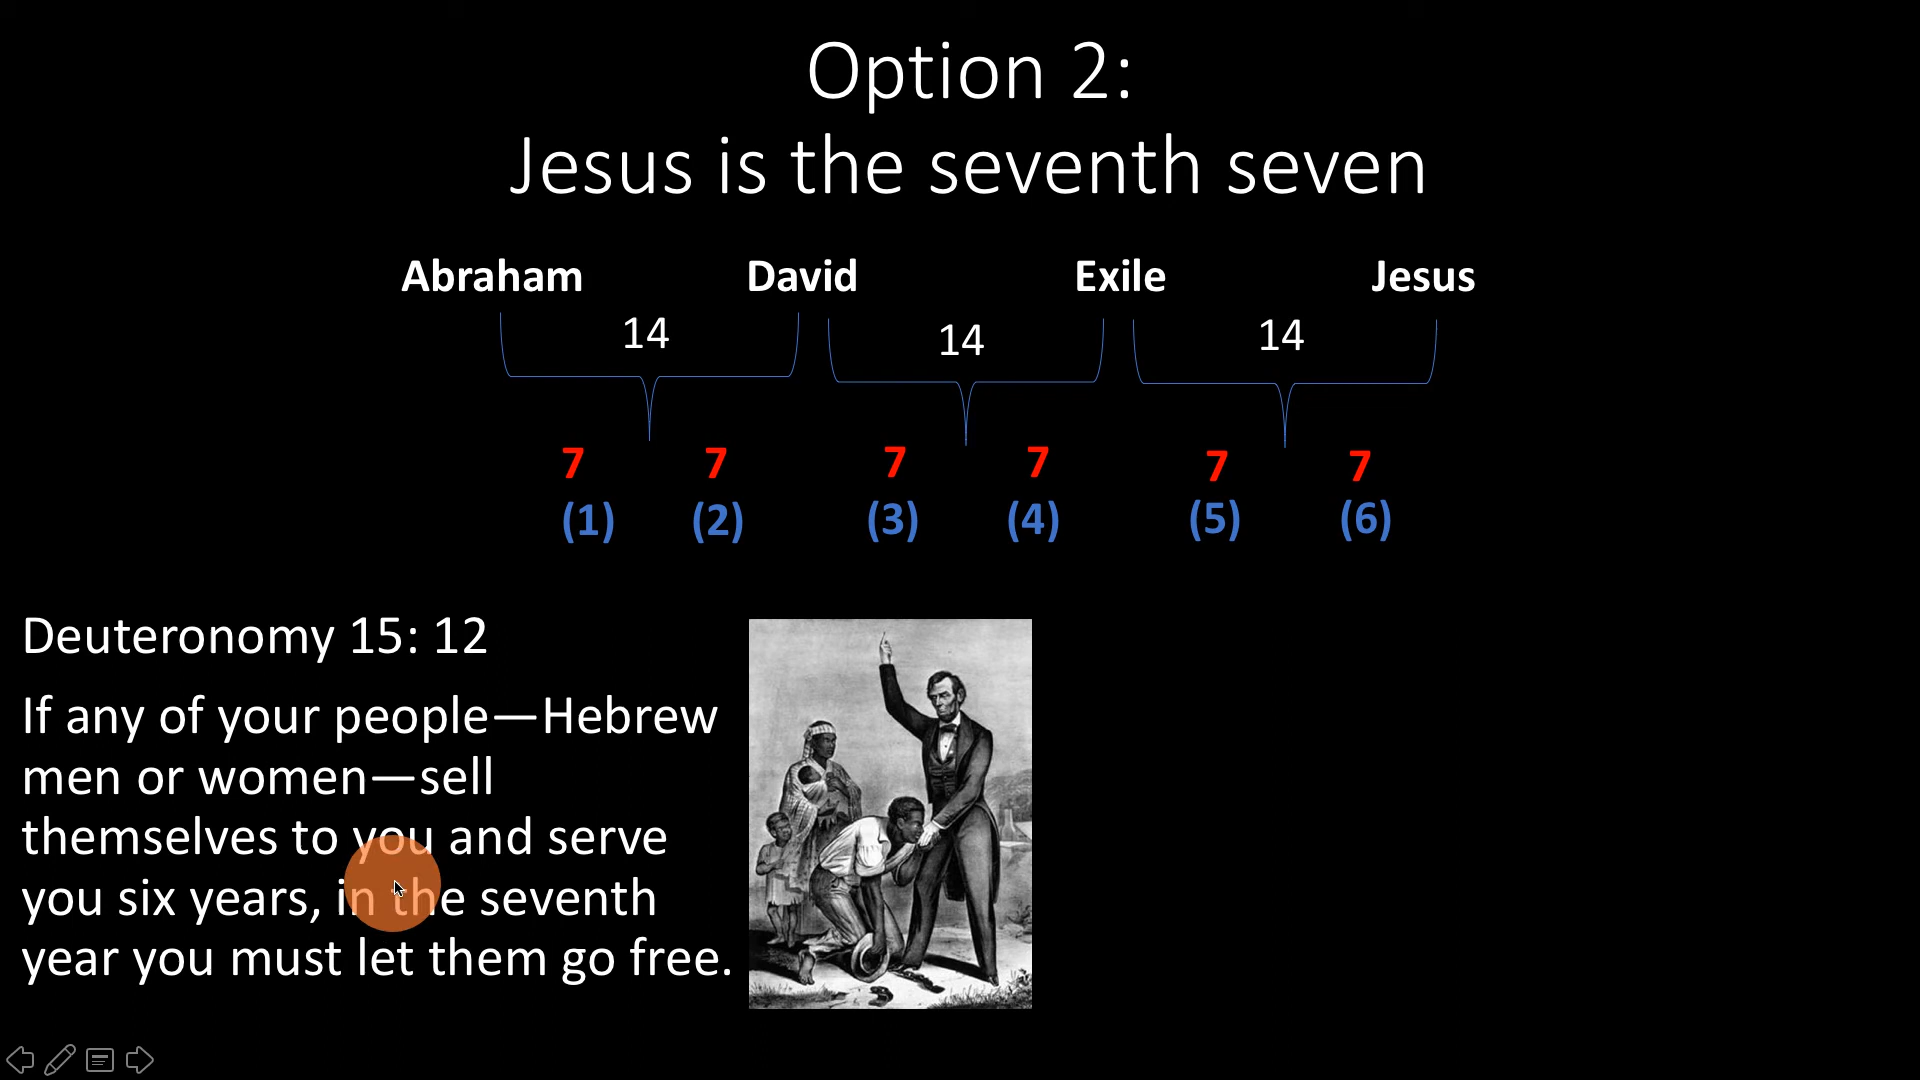 Option 2:
Jesus is the seventh seven
Abraham David Exile Jesus
14 14 14
7 7 7 7 7 7
(1) (2) (3) (4) (5) (6)
Deuteronomy 15: 12
If any of your people—Hebrew
men or women—sell
themselves to you and serve
you six years, in the seventh
year you must let them go free.